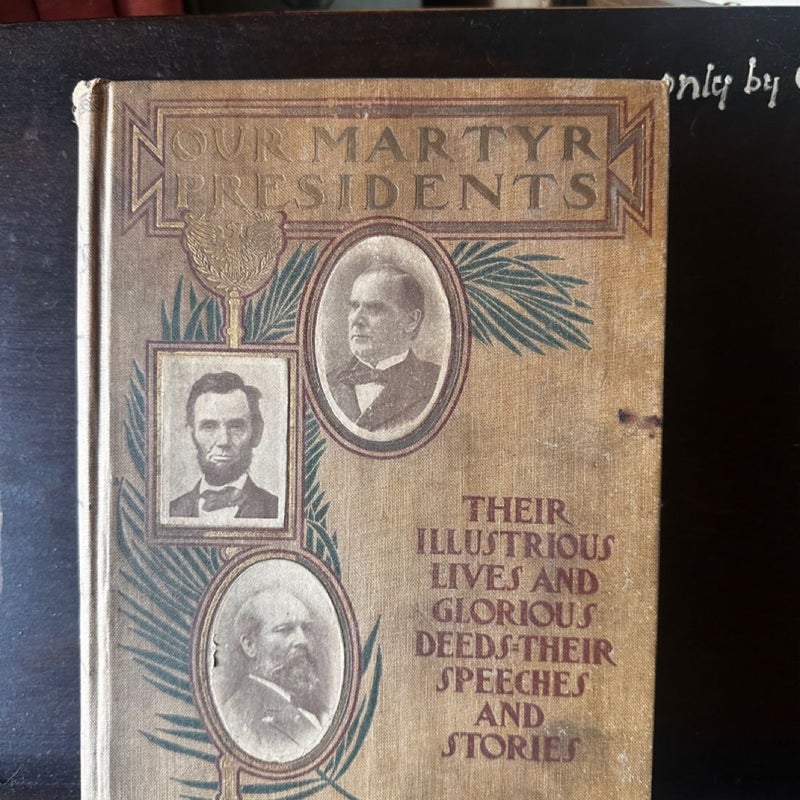 only by
OUR MARTYR
PRESIDENTS
THEIR
ILLUSTRIOUS
LIVES AND
GLORIOUS
DEEDS=THEIR
SPEECHES
AND
STORIES